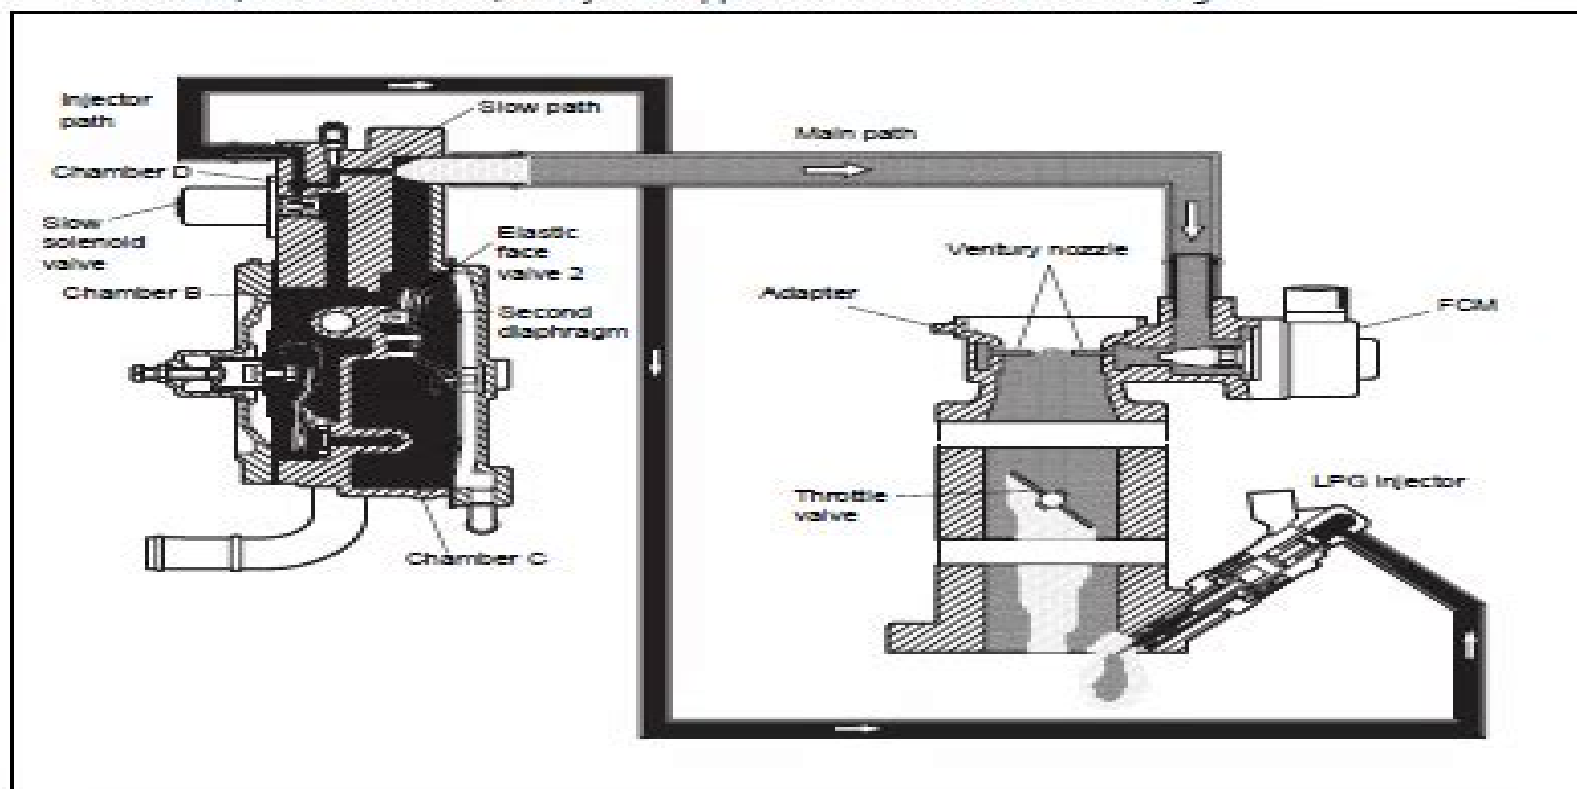 Injector
path
Slow path
Main path
Chamber D
Slow
solenoid
valve
Elastic
face
valve 2
Ventury nozzle
Chamber B
Adapter
Second
diaphragm
FCM
Throttle
valve
LPG injector
Chamber C